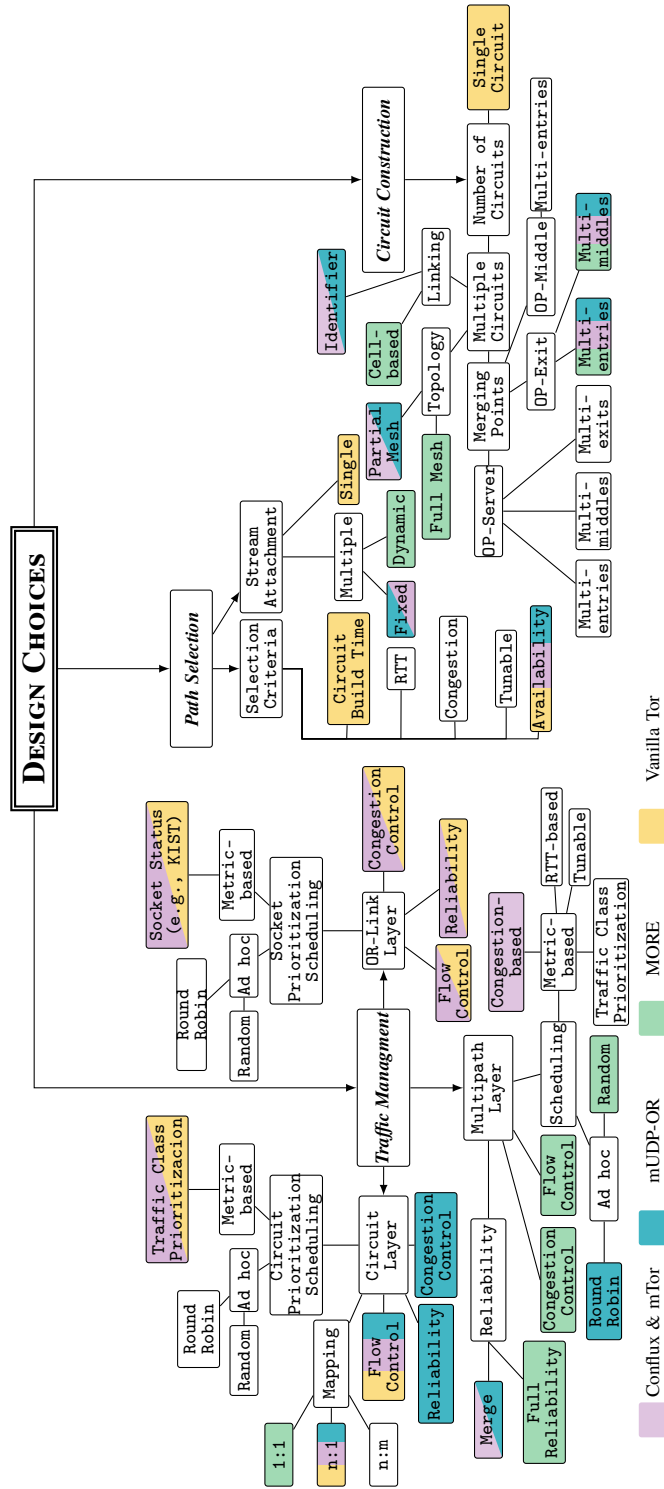 DESIGN CHOICES
Traffic Managment
Path Selection
Circuit Construction
Circuit
Layer
Circuit
Prioritization
Scheduling
Metric-
based
Traffic Class
Prioritizacion
Ad hoc
Round
Robin
Random
Mapping
1:1
n:1
n:m
Flow
Control
Reliability
Congestion
Control
OR-Link
Layer
Socket
Prioritization
Scheduling
Metric-
based
Socket Status
(e.g., KIST)
Ad hoc
Round
Robin
Random
Congestion
Control
Reliability
Flow
Control
Multipath
Layer
Reliability
Merge
Full
Reliability
Congestion
Control
Flow
Control
Scheduling
Ad hoc
Round
Robin
Random
Metric-
based
Congestion-
based
RTT-based
Tunable
Traffic Class
Prioritization
Selection
Criteria
Circuit
Build Time
RTT
Congestion
Tunable
Availability
Stream
Attachment
Multiple
Fixed
Dynamic
Single
Number of
Circuits
Single
Circuit
Multiple
Circuits
Linking
Identifier
Cell-
based
Topology
Partial
Mesh
Full Mesh
Merging
Points
OP-Server
Multi-
entries
Multi-
middles
Multi-
exits
OP-Exit
Multi-
entries
Multi-
middles
OP-Middle
Multi-entries
Conflux & mTor
mUDP-OR
MORE
Vanilla Tor